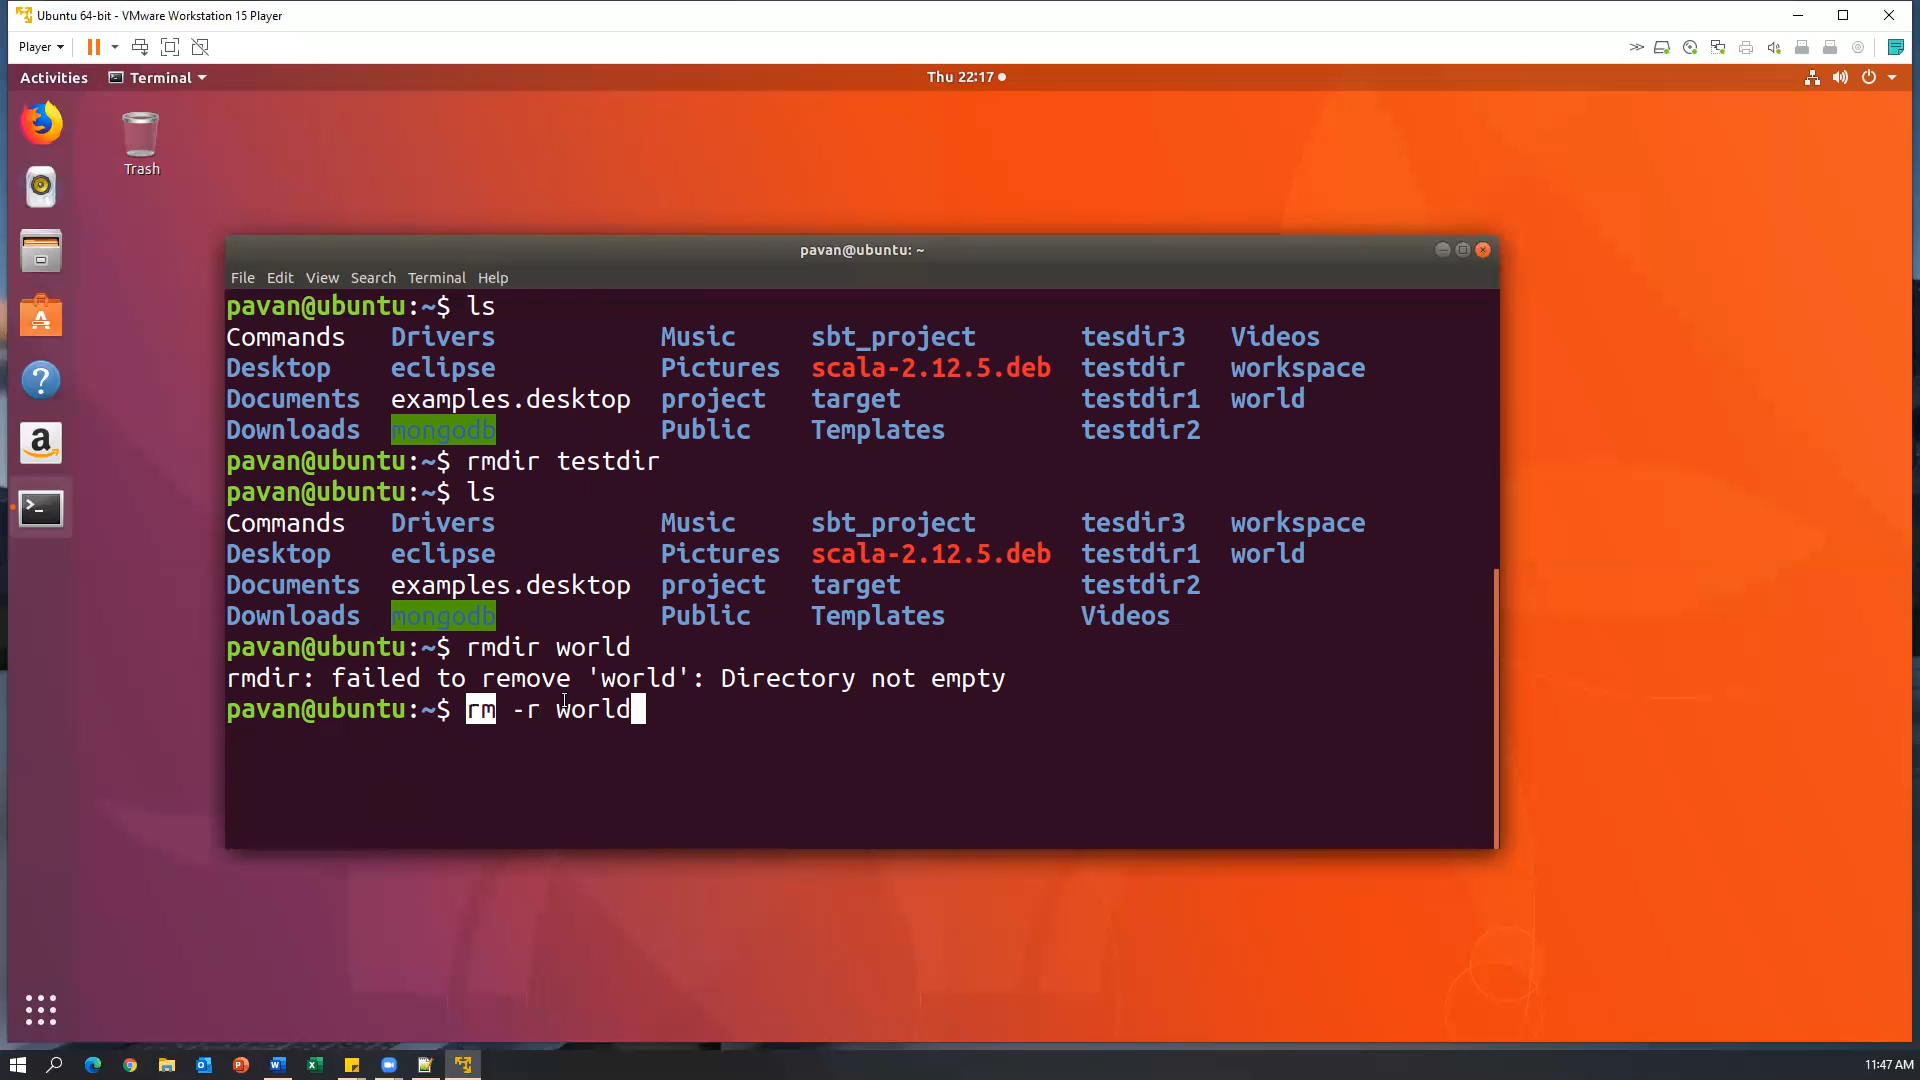 Ubuntu 64-bit - VMware Workstation 15 Player
Player
Activities Terminal Thu 22:17
Trash
pavan@ubuntu: ~
File Edit View Search Terminal Help
pavan@ubuntu:~$ ls
Commands Drivers Music sbt_project tesdir3 Videos
Desktop eclipse Pictures scala-2.12.5.deb testdir workspace
Documents examples.desktop project target testdir1 world
Downloads mongodb Public Templates testdir2
pavan@ubuntu:~$ rmdir testdir
pavan@ubuntu:~$ ls
Commands Drivers Music sbt_project tesdir3 workspace
Desktop eclipse Pictures scala-2.12.5.deb testdir1 world
Documents examples.desktop project target testdir2
Downloads mongodb Public Templates Videos
pavan@ubuntu:~$ rmdir world
rmdir: failed to remove 'world': Directory not empty
pavan@ubuntu:~$ rm -r world
11:47 AM